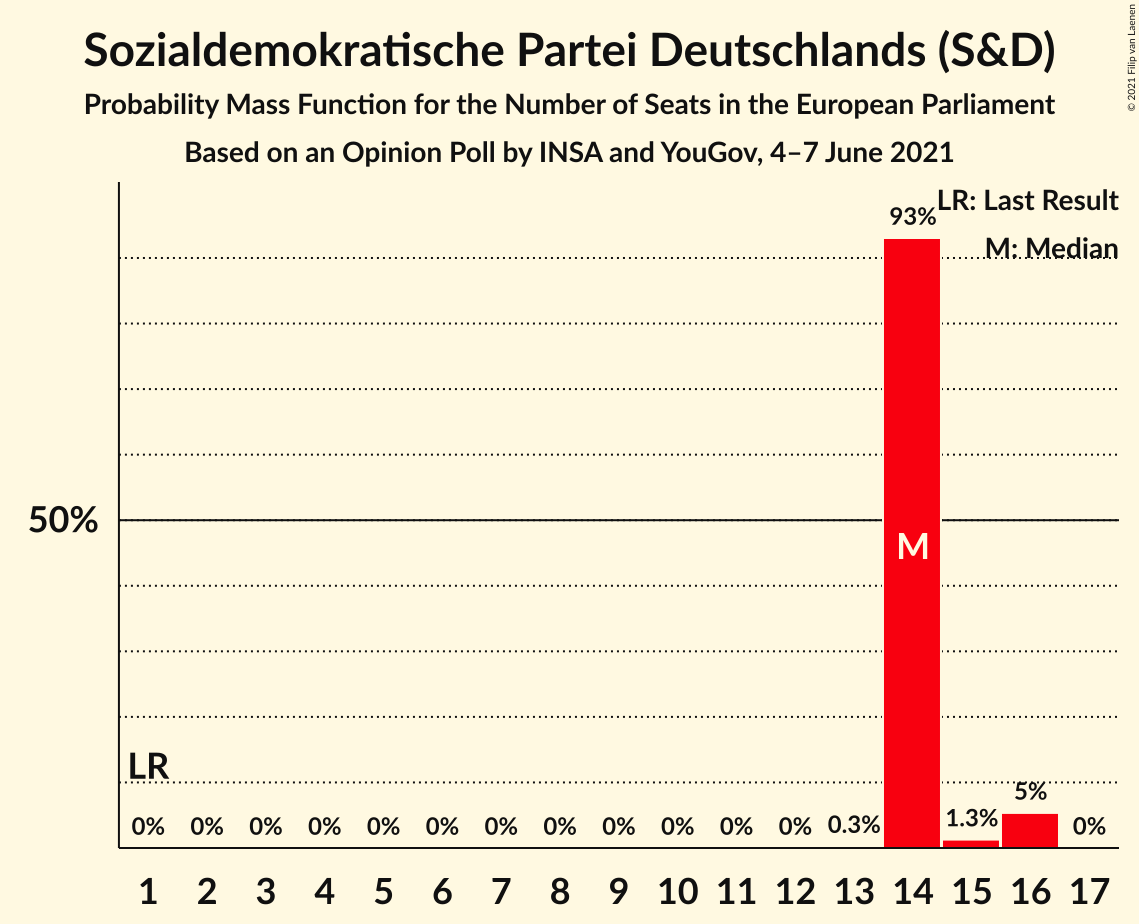 Sozialdemokratische Partei Deutschlands (S&D)
Probability Mass Function for the Number of Seats in the European Parliament
Based on an Opinion Poll by INSA and YouGov, 4–7 June 2021
© 2021 Filip van Laenen
LR: Last Result
93%
M: Median
50%
M
LR
5%
0% 0% 0% 0% 0% 0% 0% 0% 0% 0% 0% 0% 0.3% 1.3% 0%
1 2 3 4 5 6 7 8 9 10 11 12 13 14 15 16 17